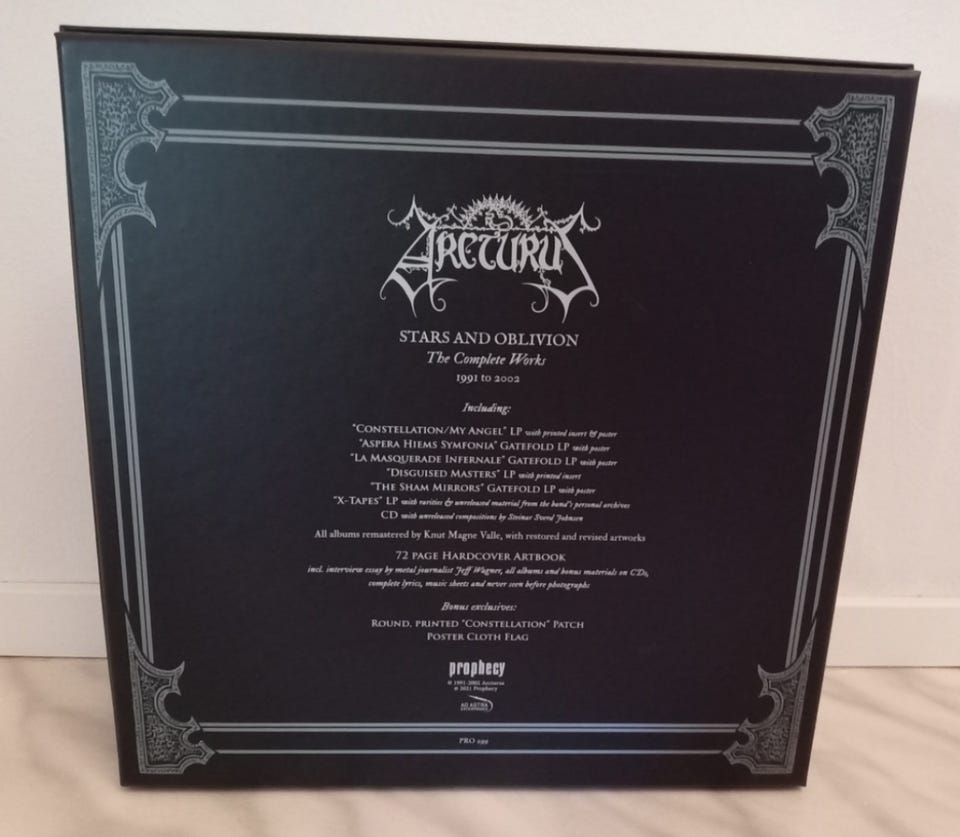 ARCTURUS
STARS AND OBLIVION
The Complete Works
1991 to 2002
Including:
"CONSTELLATION/MY ANGEL" LP with printed insert & poster
"ASPERA HIEMS SYMFONIA" GATEFOLD LP with poster
"LA MASQUERADE INFERNALE" GATEFOLD LP with poster
"DISGUISED MASTERS" LP with printed insert
"THE SHAM MIRRORS" GATEFOLD LP with poster
"X-TAPES" LP with rarities & unreleased material from the band's personal archives
CD with unreleased compositions by Steinar Sverd Johnsen
All albums remastered by Knut Magne Valle, with restored and revised artworks
72 PAGE HARDCOVER ARTBOOK
incl. interview essay by metal journalist Jeff Wagner, all albums and bonus materials on CDs,
complete lyrics, music sheets and never seen before photographs
Bonus exclusives:
ROUND, PRINTED "CONSTELLATION" PATCH
POSTER CLOTH FLAG
prophecy
© 1991-2002 Arcturus
© 2021 Prophecy
AD ASTRA
ENTERPRISES
PRO 299